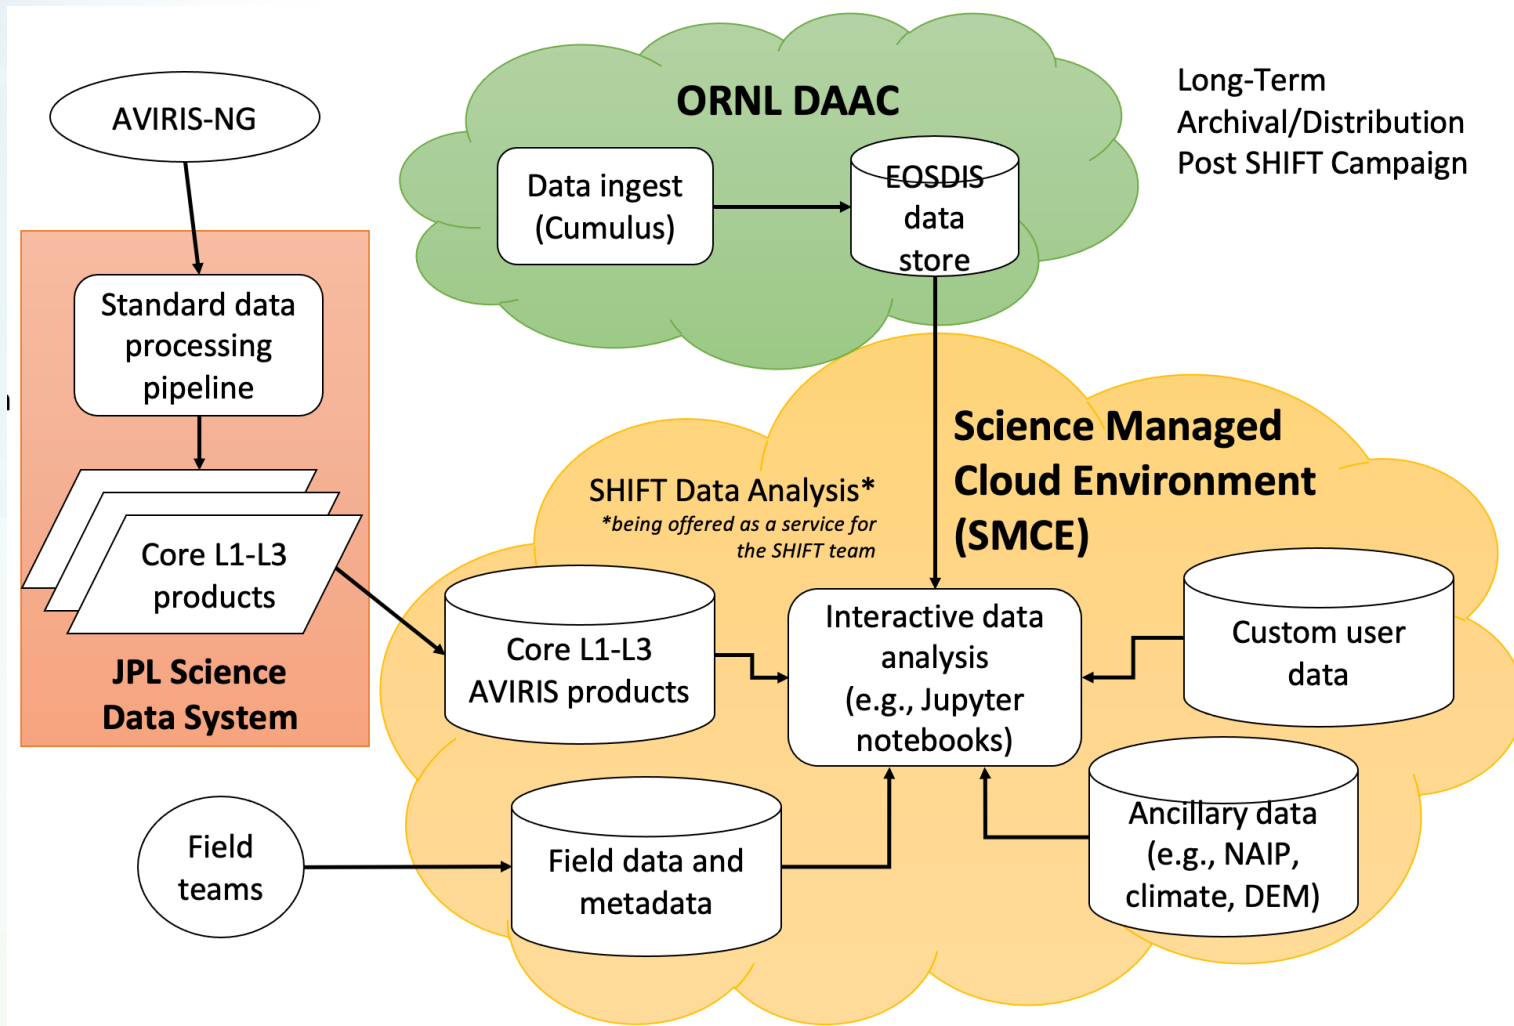 AVIRIS-NG
ORNL DAAC
Long-Term
Archival/Distribution
Post SHIFT Campaign
Data ingest
(Cumulus)
EOSDIS
data
store
Standard data
processing
pipeline
Core L1-L3
products
JPL Science
Data System
Science Managed
Cloud Environment
(SMCE)
SHIFT Data Analysis*
*being offered as a service for
the SHIFT team
Core L1-L3
AVIRIS products
Interactive data
analysis
(e.g., Jupyter
notebooks)
Custom user
data
Field
teams
Field data and
metadata
Ancillary data
(e.g., NAIP,
climate, DEM)